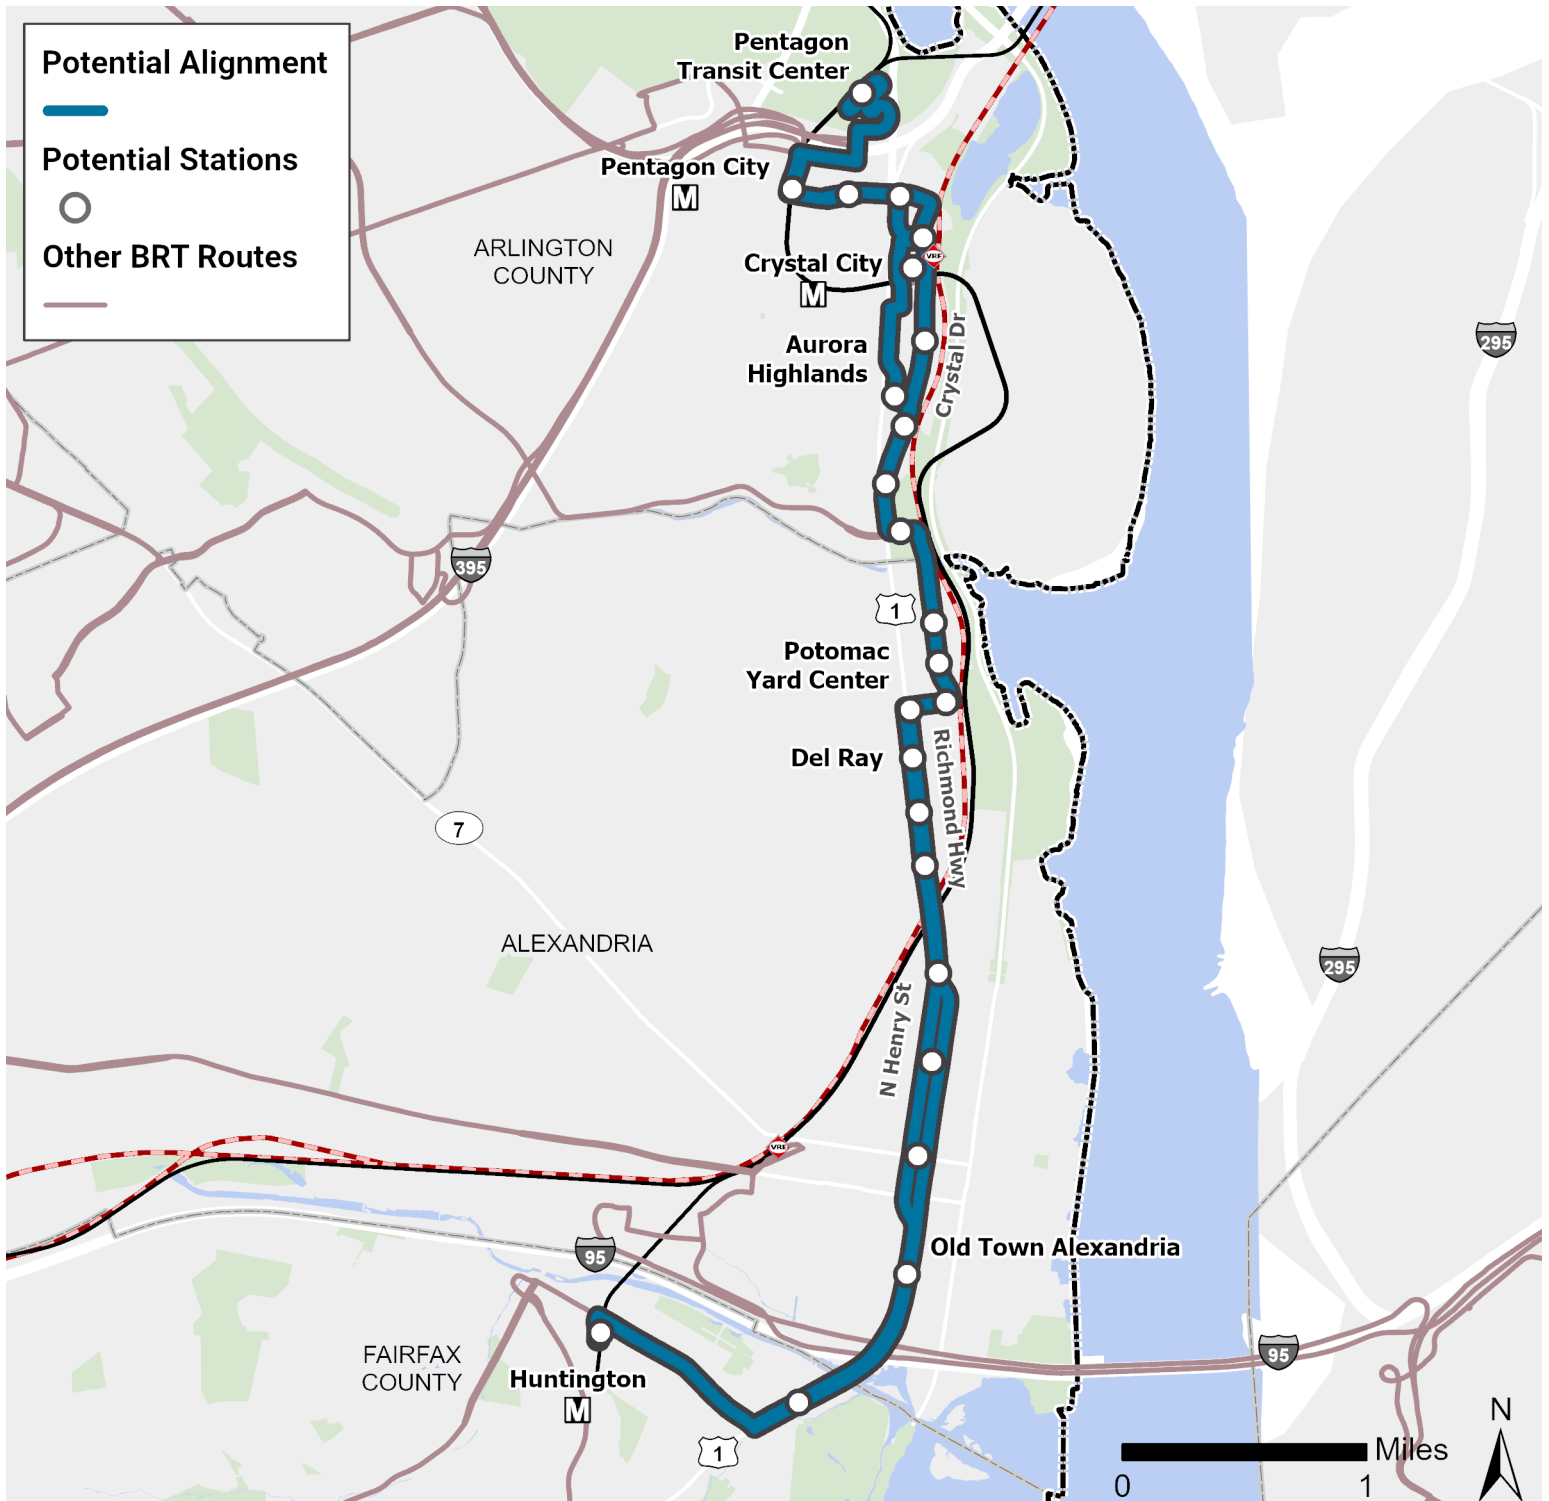 Potential Alignment
Potential Stations
Other BRT Routes
Pentagon
Transit Center
Pentagon City
M
ARLINGTON
COUNTY
Crystal City
VRE
M
295
Aurora
Highlands
Crystal Dr
395
1
Potomac
Yard Center
Del Ray
Richmond Hwy
7
ALEXANDRIA
295
N Henry St
VRE
95
Old Town Alexandria
FAIRFAX
COUNTY
95
Huntington
M
1
N
Miles
0 1